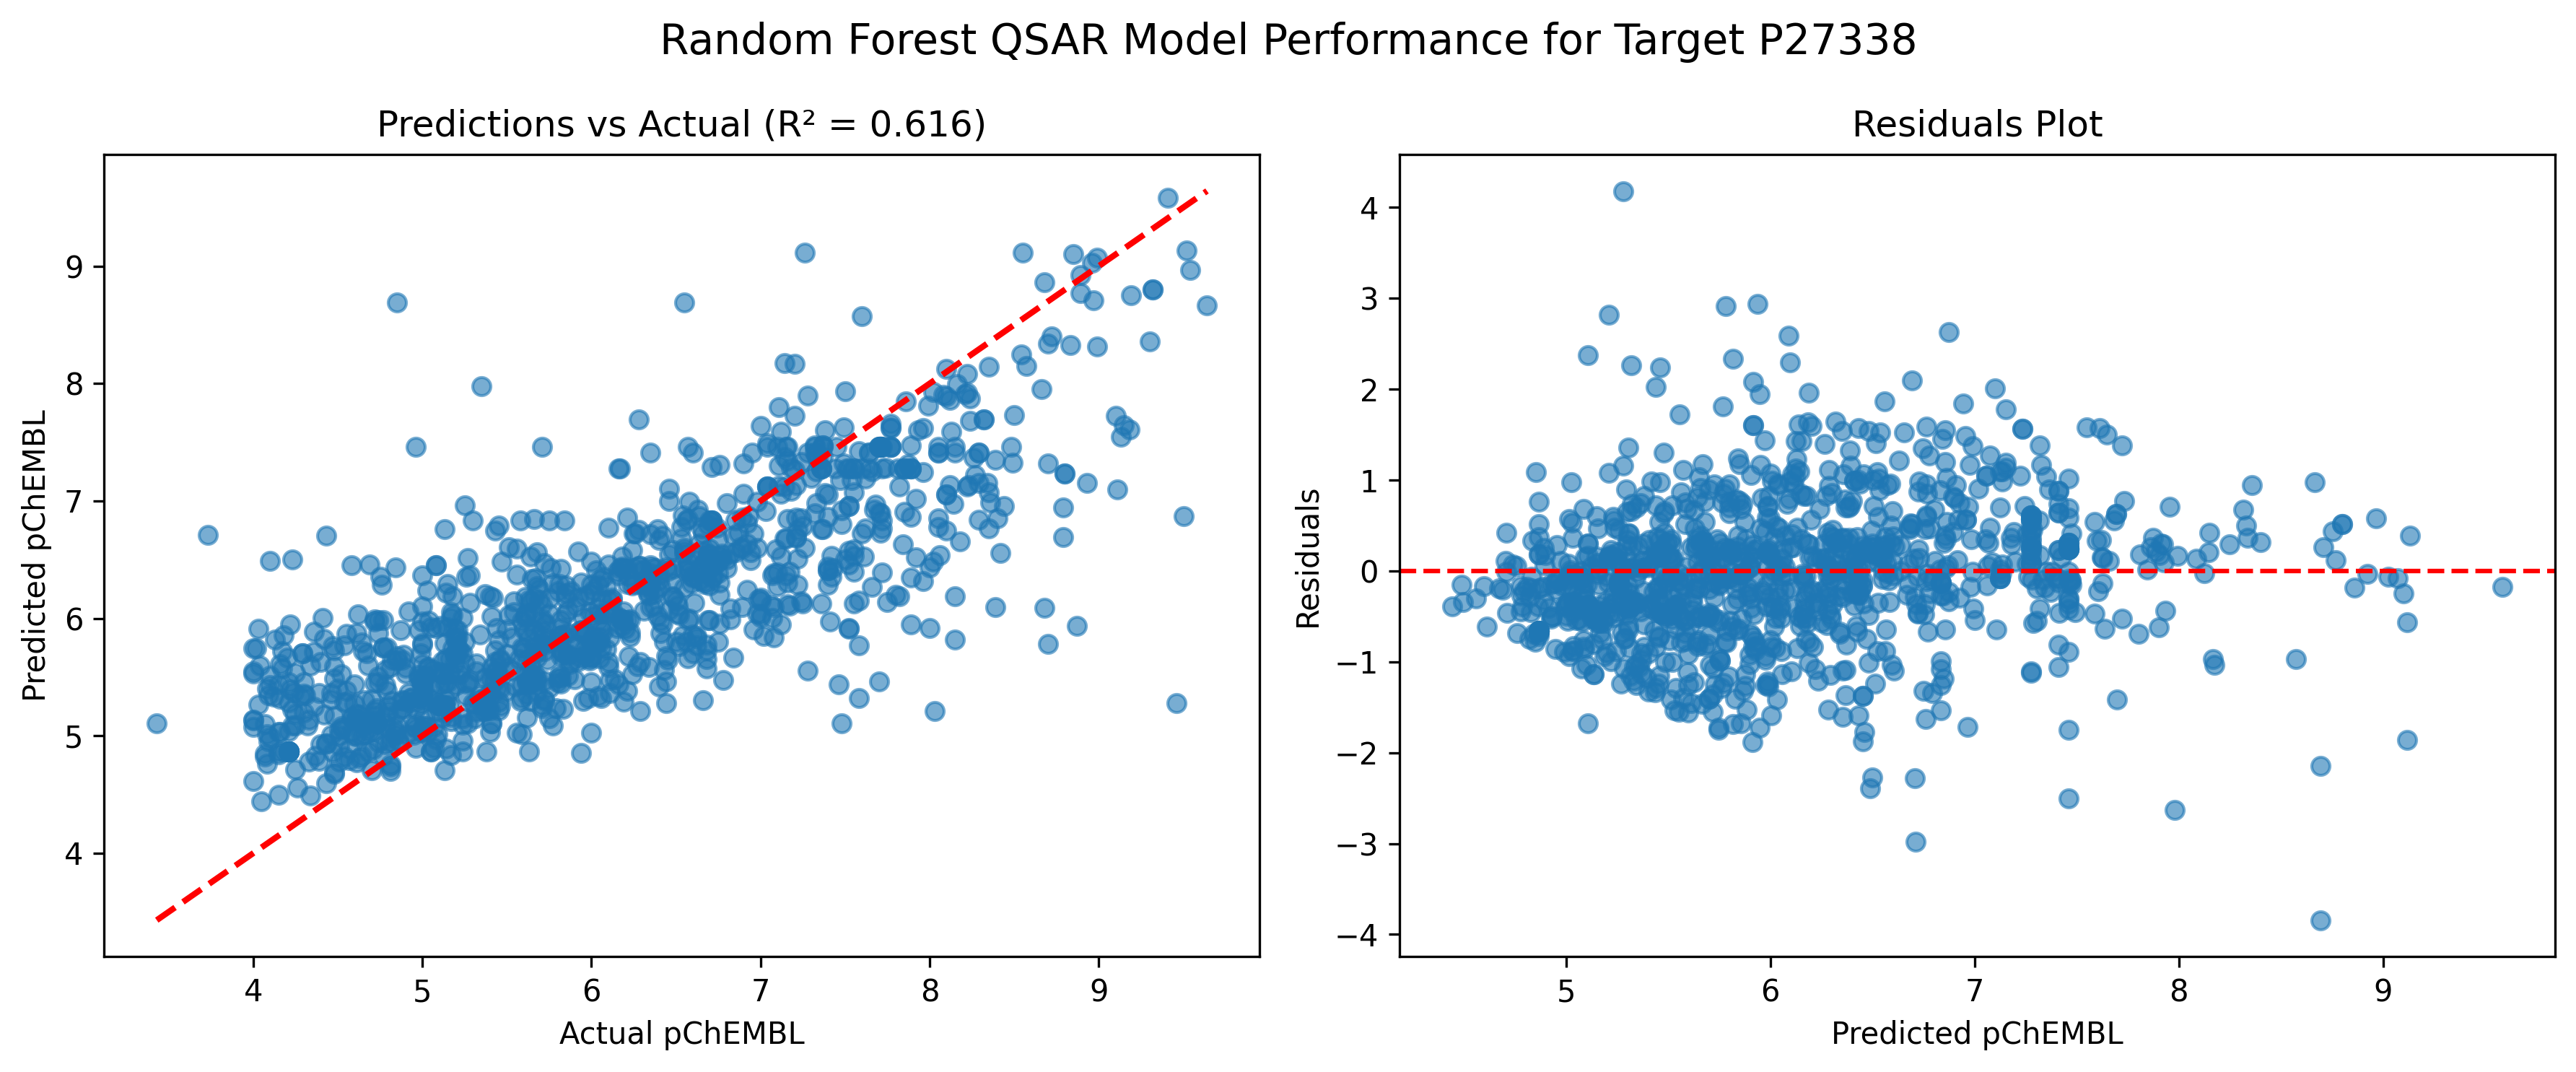 Random Forest QSAR Model Performance for Target P27338
Predictions vs Actual (R² = 0.616)
Predicted pChEMBL
9
8
7
6
5
4
4 5 6 7 8 9
Actual pChEMBL
Residuals Plot
Residuals
4
3
2
1
0
−1
−2
−3
−4
5 6 7 8 9
Predicted pChEMBL